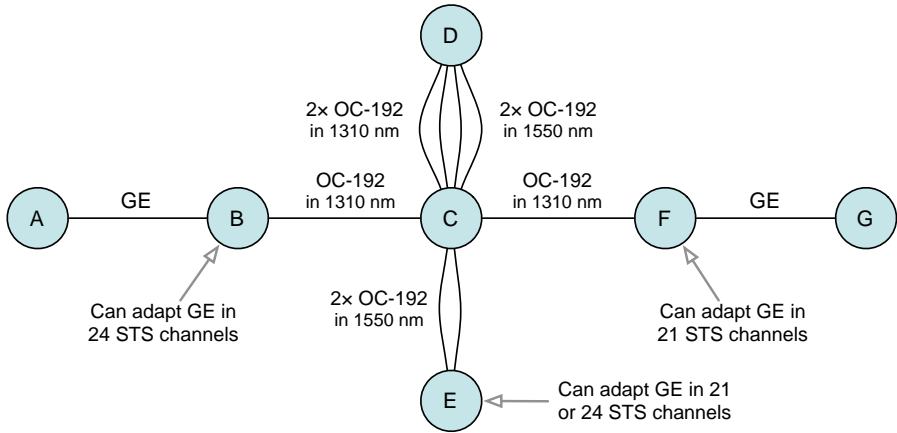 D
2× OC-192
in 1310 nm
2× OC-192
in 1550 nm
A
GE
B
OC-192
in 1310 nm
C
OC-192
in 1310 nm
F
GE
G
Can adapt GE in
24 STS channels
2× OC-192
in 1550 nm
Can adapt GE in
21 STS channels
E
Can adapt GE in 21
or 24 STS channels